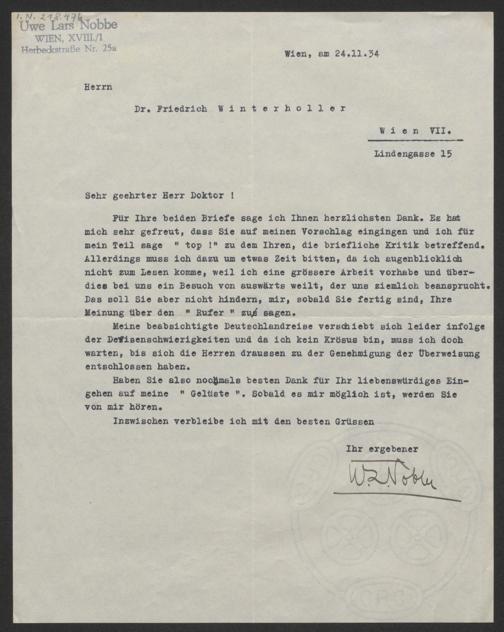 I.N. 218.476
Uwe Lars Nobbe
WIEN, XVIII./1
Herbeckstraße Nr. 25a
Wien, am 24.11.34
Herrn
Dr. Friedrich W i n t e r h o l l e r
W i e n VII.
Lindengasse 15
Sehr geehrter Herr Doktor !
Für Ihre beiden Briefe sage ich Ihnen herzlichsten Dank. Es hat
mich sehr gefreut, dass Sie auf meinen Vorschlag eingingen und ich für
mein Teil sage " top !" zu dem Ihren, die briefliche Kritik betreffend.
Allerdings muss ich dazu um etwas Zeit bitten, da ich augenblicklich
nicht zum Lesen komme, weil ich eine grössere Arbeit vorhabe und über-
dies bei uns ein Besuch von auswärts weilt, der uns ziemlich beansprucht.
Das soll Sie aber nicht hindern, mir, sobald Sie fertig sind, Ihre
Meinung über den " Rufer " zu sagen.
Meine beabsichtigte Deutschlandreise verschiebt sich leider infolge
der Devisenschwierigkeiten und da ich kein Krösus bin, muss ich doch
warten, bis sich die Herren draussen zu der Genehmigung der Überweisung
entschlossen haben.
Haben Sie also nochmals besten Dank für Ihr liebenswürdiges Ein-
gehen auf meine " Gelüste ". Sobald es mir möglich ist, werden Sie
von mir hören.
Inzwischen verbleibe ich mit den besten Grüssen
Ihr ergebener
W.L.Nobbe
CPS